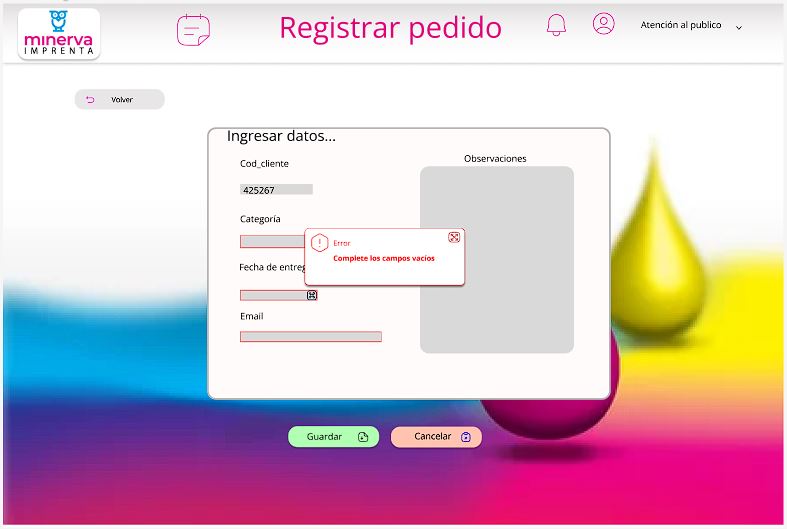 minerva
IMPRENTA
Registrar pedido
Atención al publico
Volver
Ingresar datos...
Cod_cliente
425267
Observaciones
Categoría
Error
Complete los campos vacíos
Fecha de entreg
Email
Guardar
Cancelar